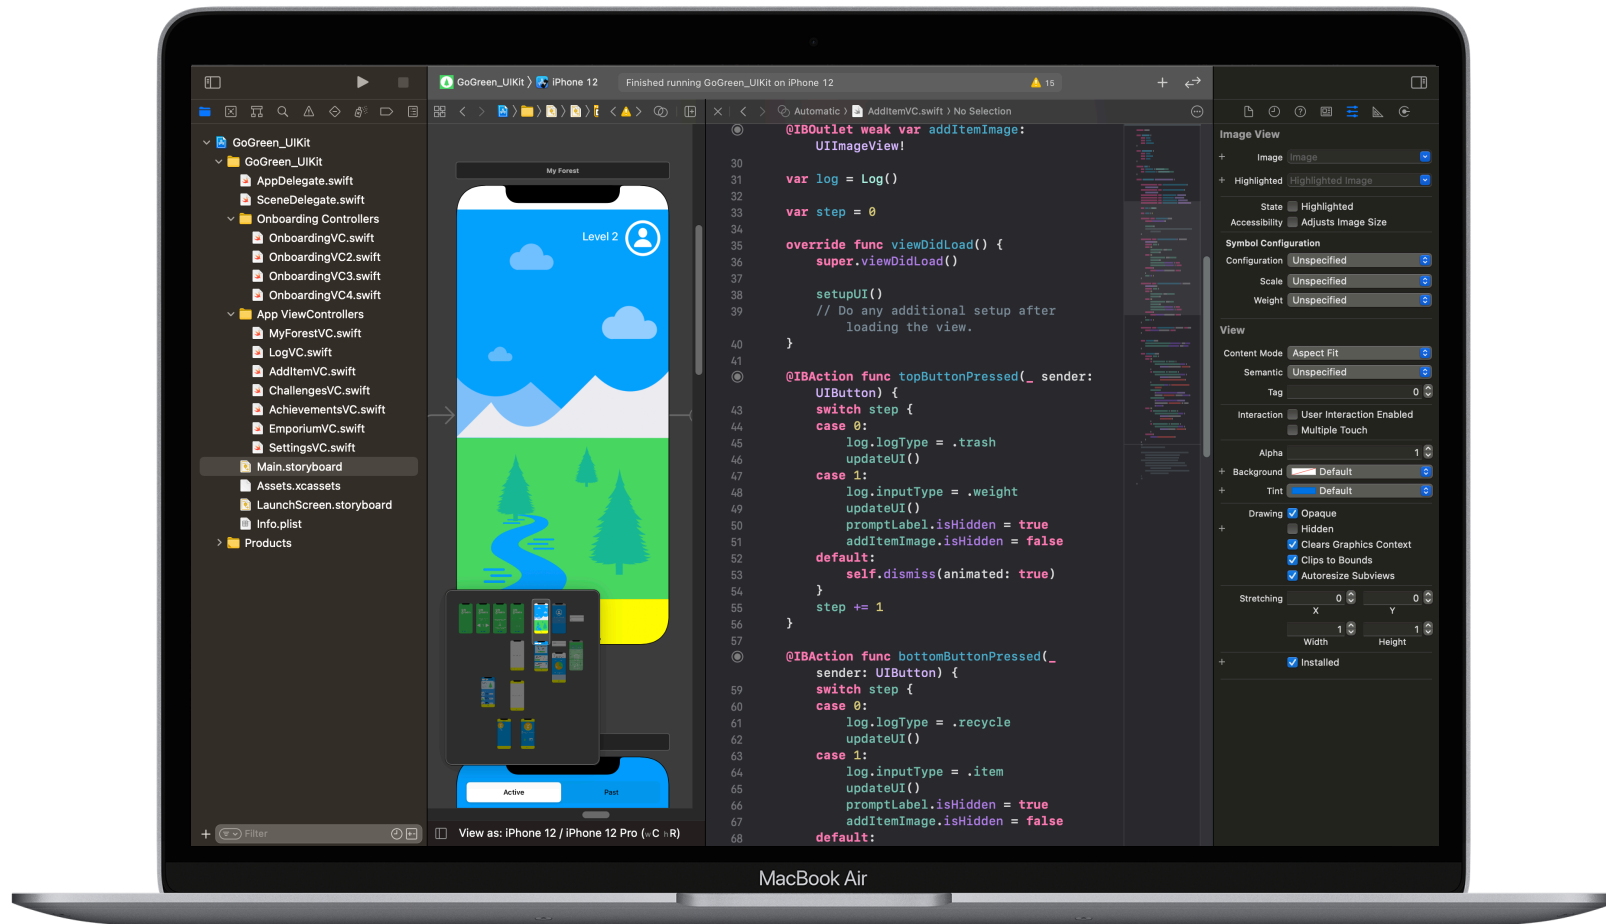 GoGreen_UIKit
iPhone 12
Finished running GoGreen_UIKit on iPhone 12
15
Automatic
AddItemVC.swift
No Selection
GoGreen_UIKit
GoGreen_UIKit
AppDelegate.swift
SceneDelegate.swift
Onboarding Controllers
OnboardingVC.swift
OnboardingVC2.swift
OnboardingVC3.swift
OnboardingVC4.swift
App ViewControllers
MyForestVC.swift
LogVC.swift
AddItemVC.swift
ChallengesVC.swift
AchievementsVC.swift
EmporiumVC.swift
SettingsVC.swift
Main.storyboard
Assets.xcassets
LaunchScreen.storyboard
Info.plist
Products
Filter
My Forest
Level 2
Active
Past
View as: iPhone 12 / iPhone 12 Pro (wC hR)
@IBOutlet weak var addItemImage:
UIImageView!
30
31 var log = Log()
32
33 var step = 0
34
35 override func viewDidLoad() {
36 super.viewDidLoad()
37
38 setupUI()
39 // Do any additional setup after
loading the view.
40 }
41
@IBAction func topButtonPressed(_ sender:
UIButton) {
43 switch step {
44 case 0:
45 log.logType = .trash
46 updateUI()
47 case 1:
48 log.inputType = .weight
49 updateUI()
50 promptLabel.isHidden = true
51 addItemImage.isHidden = false
52 default:
53 self.dismiss(animated: true)
54 }
55 step += 1
56 }
57
@IBAction func bottomButtonPressed(_
sender: UIButton) {
59 switch step {
60 case 0:
61 log.logType = .recycle
62 updateUI()
63 case 1:
64 log.inputType = .item
65 updateUI()
66 promptLabel.isHidden = true
67 addItemImage.isHidden = false
68 default:
Image View
Image Image
Highlighted Highlighted Image
State Highlighted
Accessibility Adjusts Image Size
Symbol Configuration
Configuration Unspecified
Scale Unspecified
Weight Unspecified
View
Content Mode Aspect Fit
Semantic Unspecified
Tag 0
Interaction User Interaction Enabled
Multiple Touch
Alpha 1
Background Default
Tint Default
Drawing Opaque
Hidden
Clears Graphics Context
Clips to Bounds
Autoresize Subviews
Stretching 0 0
X Y
1 1
Width Height
Installed
MacBook Air